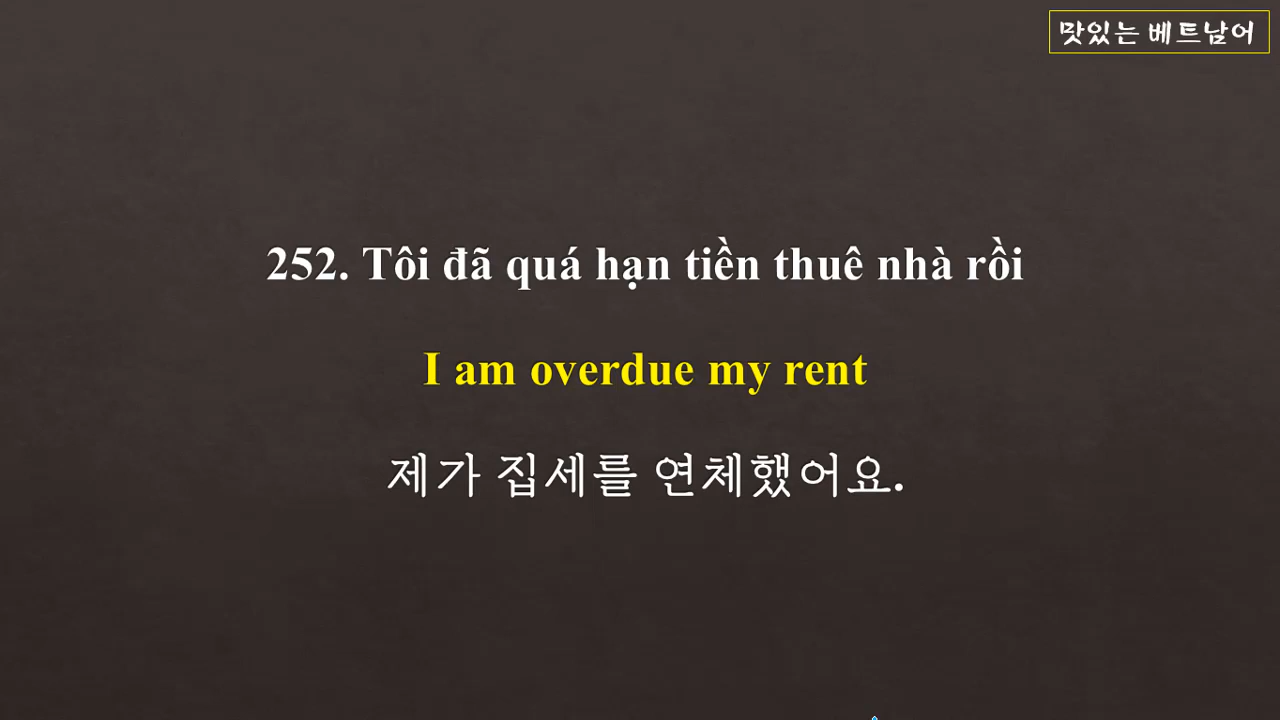 맛있는 베트남어
252. Tôi đã quá hạn tiền thuê nhà rồi
I am overdue my rent
제가 집세를 연체했어요.